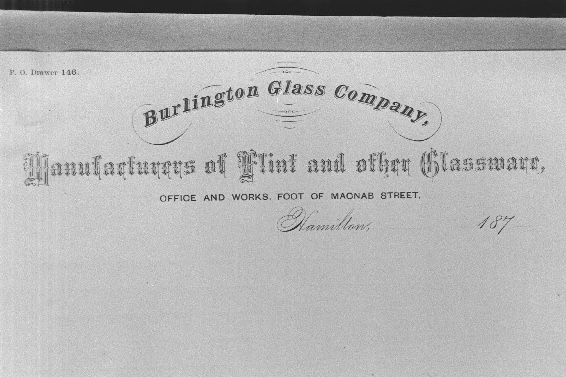 P. O. Drawer 146.
Burlington Glass Company,
Manufacturers of Flint and other Glassware,
OFFICE AND WORKS, FOOT OF MACNAB STREET.
Hamilton, 187